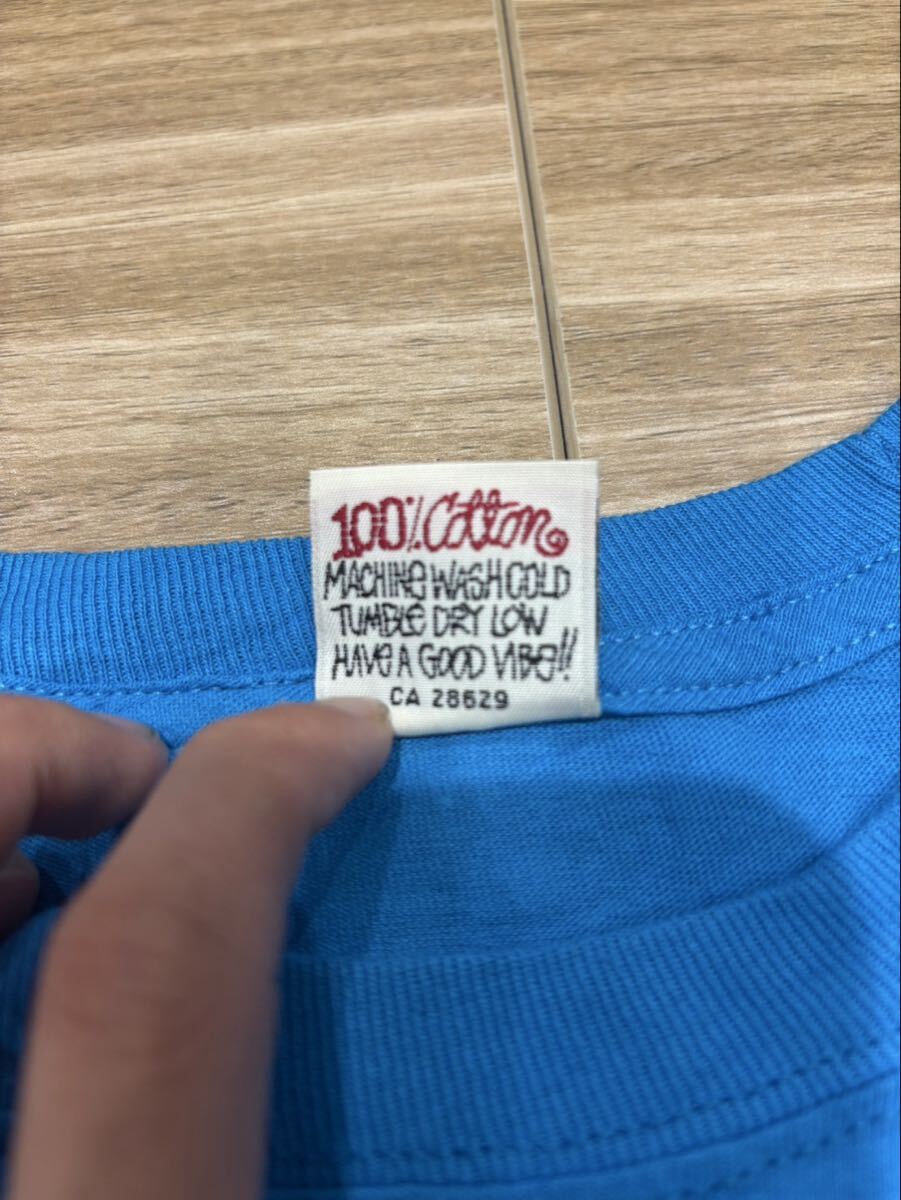 100% Cotton
MACHINE WASH COLD
TUMBLE DRY LOW
HAVE A GOOD VIBE!!
CA 28629